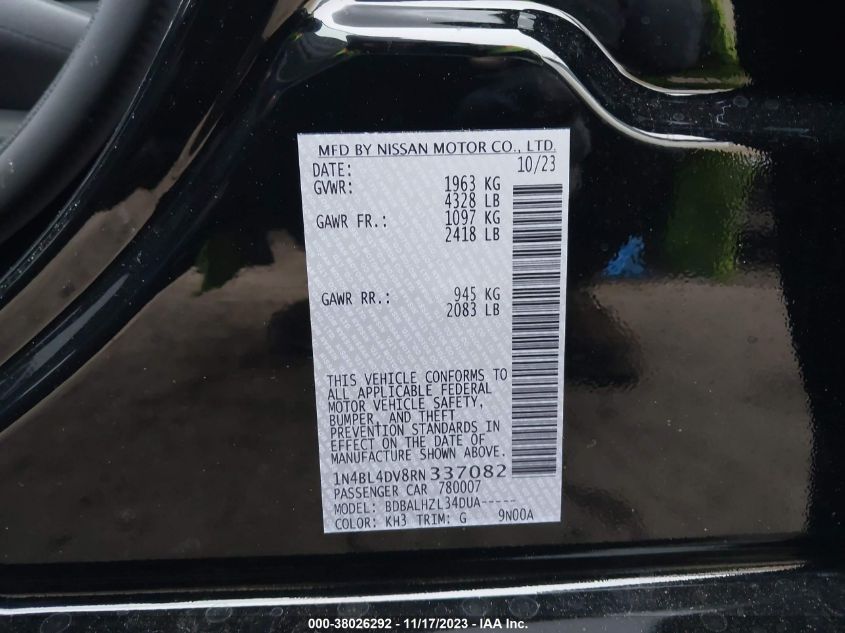 MFD BY NISSAN MOTOR CO., LTD.
DATE: 10/23
GVWR: 1963 KG
4328 LB
GAWR FR.: 1097 KG
2418 LB
GAWR RR.: 945 KG
2083 LB
THIS VEHICLE CONFORMS TO
ALL APPLICABLE FEDERAL
MOTOR VEHICLE SAFETY,
BUMPER, AND THEFT
PREVENTION STANDARDS IN
EFFECT ON THE DATE OF
MANUFACTURE SHOWN ABOVE.
1N4BL4DV8RN337082
PASSENGER CAR 780007
MODEL: BDBALHZL34DUA-----
COLOR: KH3 TRIM: G 9N00A
000-38026292 - 11/17/2023 - IAA Inc.